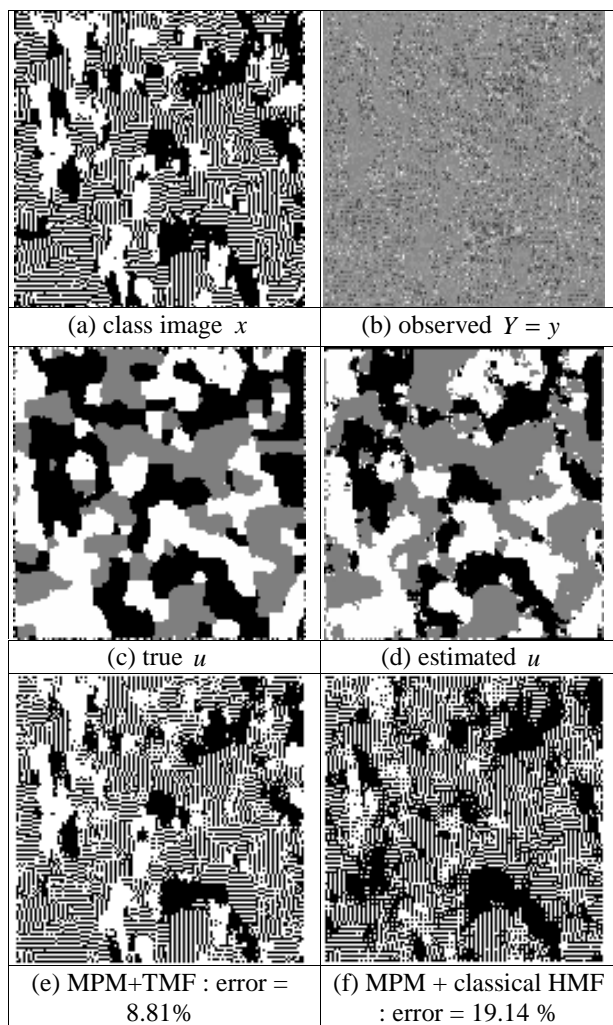 (a) class image x
(b) observed Y = y
(c) true u
(d) estimated u
(e) MPM+TMF : error =
8.81%
(f) MPM + classical HMF
: error = 19.14 %